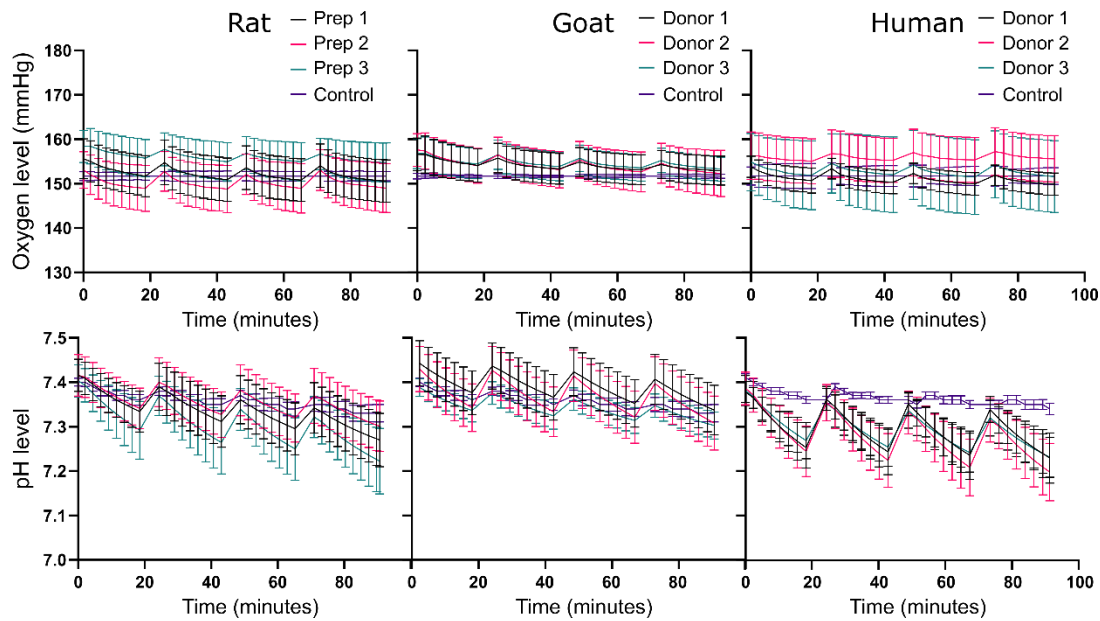 Rat
Prep 1
Prep 2
Prep 3
Control
Goat
Donor 1
Donor 2
Donor 3
Control
Human
Donor 1
Donor 2
Donor 3
Control
Oxygen level (mmHg)
180
170
160
150
140
130
0 20 40 60 80
0 20 40 60 80
0 20 40 60 80 100
Time (minutes)
Time (minutes)
Time (minutes)
pH level
7.5
7.4
7.3
7.2
7.1
7.0
0 20 40 60 80
0 20 40 60 80
0 20 40 60 80 100
Time (minutes)
Time (minutes)
Time (minutes)